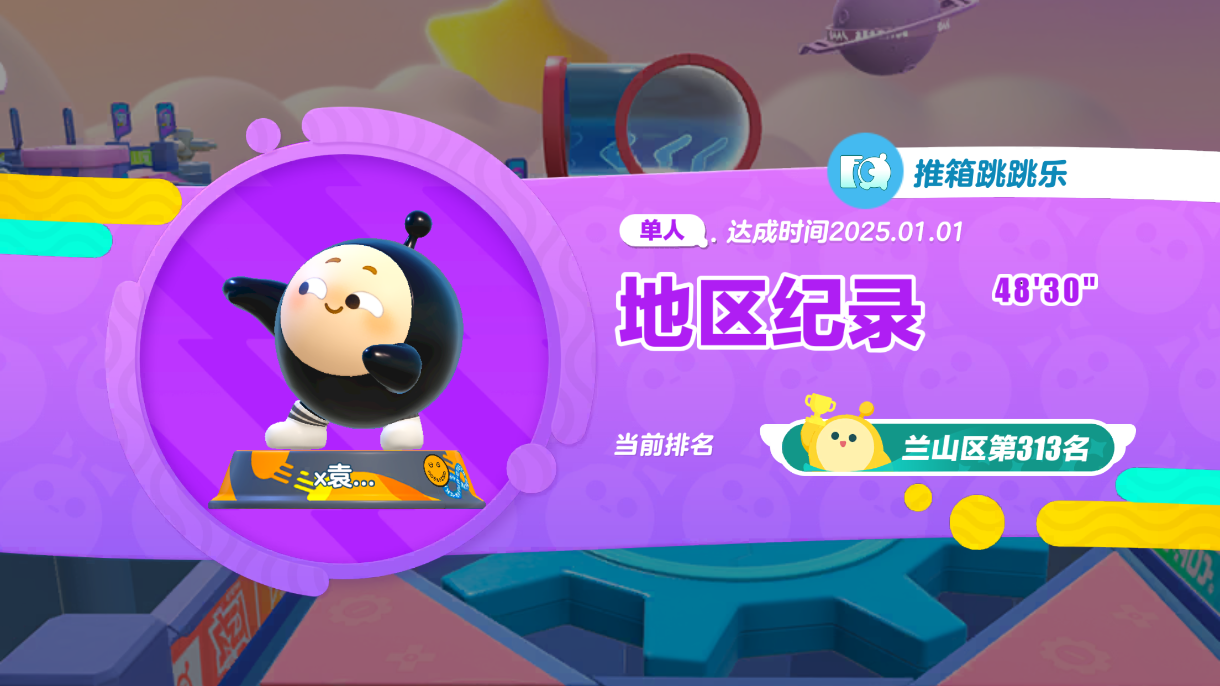 推箱跳跳乐
单人
达成时间2025.01.01
地区纪录
48'30"
当前排名
兰山区第313名
x袁...